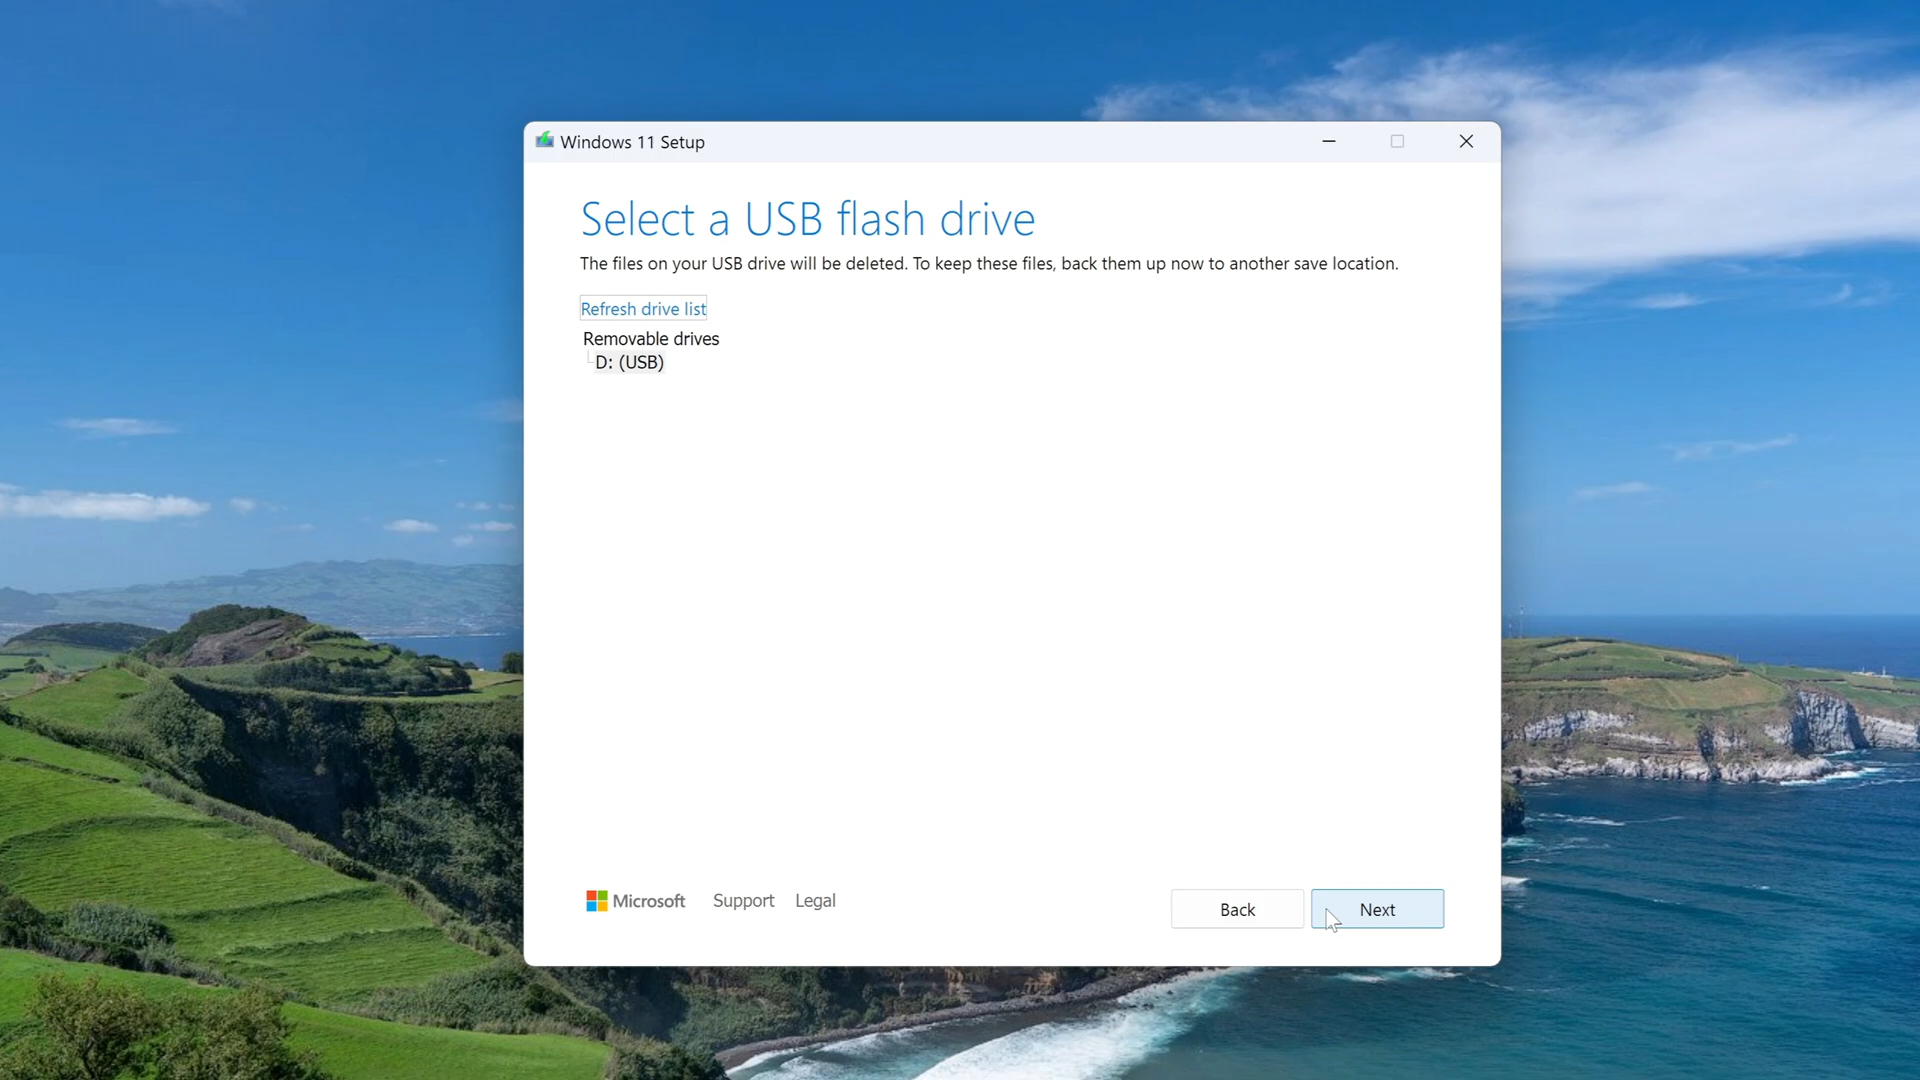 Windows 11 Setup
Select a USB flash drive
The files on your USB drive will be deleted. To keep these files, back them up now to another save location.
Refresh drive list
Removable drives
D: (USB)
Microsoft
Support
Legal
Back
Next